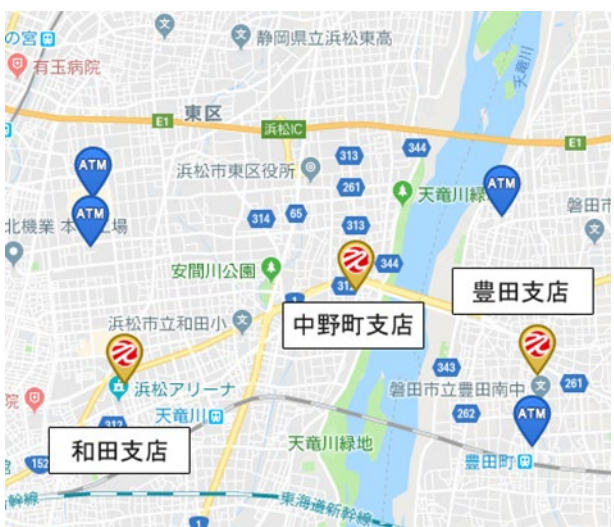 の宮
静岡県立浜松東高
有玉病院
天竜川
東区
E1
浜松IC
E1
浜松市東区役所
313
344
ATM
261
ATM
天竜川緑
ATM
314
65
313
磐田市
北機業 本
工場
344
安間川公園
312
豊田支店
1
中野町支店
浜松市立和田小
343
磐田市立豊田南中
261
浜松アリーナ
262
ATM
院
312
天竜川
和田支店
天竜川緑地
豊田町
152
幹線
東海道新幹線
1